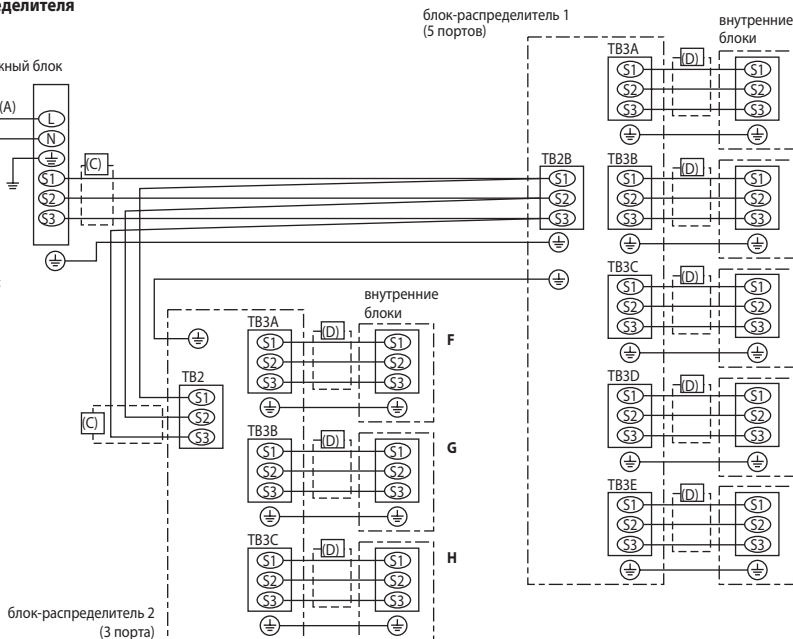 еделителя
блок-распределитель 1
(5 портов)
внутренние
блоки
жный блок
(A)
L
N
S1
S2
S3
(C)
TB2B
S1
S2
S3
TB3A
S1
S2
S3
(D)
S1
S2
S3
TB3B
S1
S2
S3
(D)
S1
S2
S3
TB3C
S1
S2
S3
(D)
S1
S2
S3
TB3D
S1
S2
S3
(D)
S1
S2
S3
TB3E
S1
S2
S3
(D)
S1
S2
S3
внутренние
блоки
TB2
S1
S2
S3
(C)
TB3A
S1
S2
S3
(D)
S1
S2
S3
F
TB3B
S1
S2
S3
(D)
S1
S2
S3
G
TB3C
S1
S2
S3
(D)
S1
S2
S3
H
блок-распределитель 2
(3 порта)